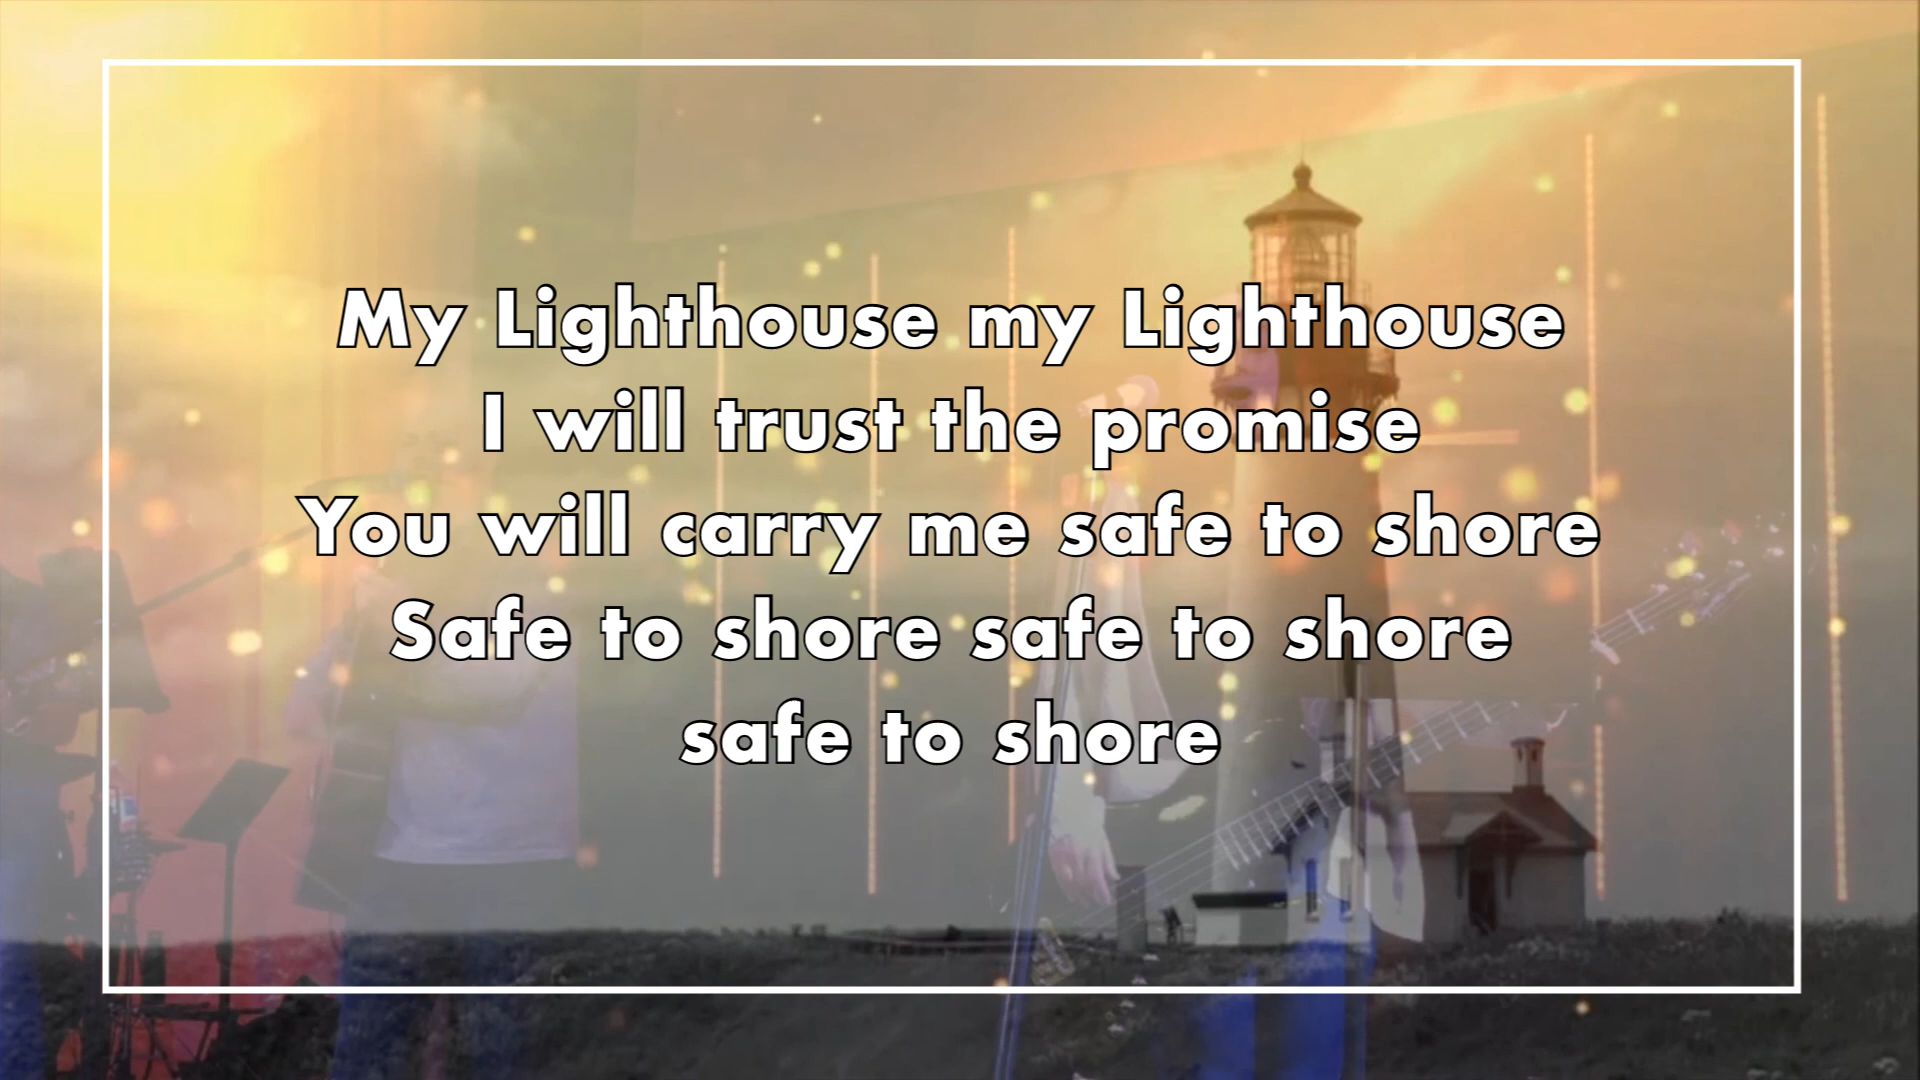 My Lighthouse my Lighthouse
I will trust the promise
You will carry me safe to shore
Safe to shore safe to shore
safe to shore